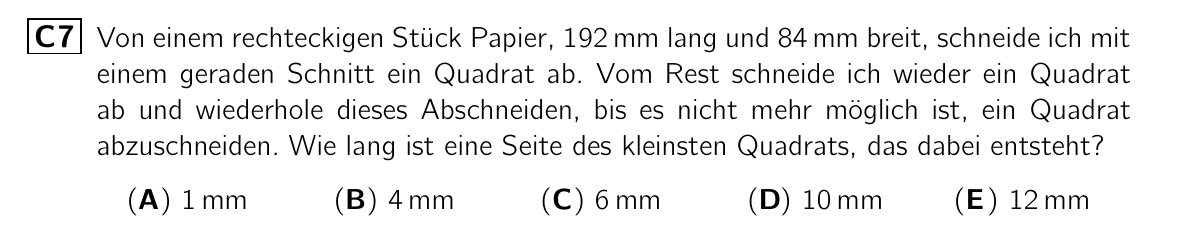 C7 Von einem rechteckigen Stück Papier, 192 mm lang und 84 mm breit, schneide ich mit
einem geraden Schnitt ein Quadrat ab. Vom Rest schneide ich wieder ein Quadrat
ab und wiederhole dieses Abschneiden, bis es nicht mehr möglich ist, ein Quadrat
abzuschneiden. Wie lang ist eine Seite des kleinsten Quadrats, das dabei entsteht?
(A) 1 mm (B) 4 mm (C) 6 mm (D) 10 mm (E) 12 mm